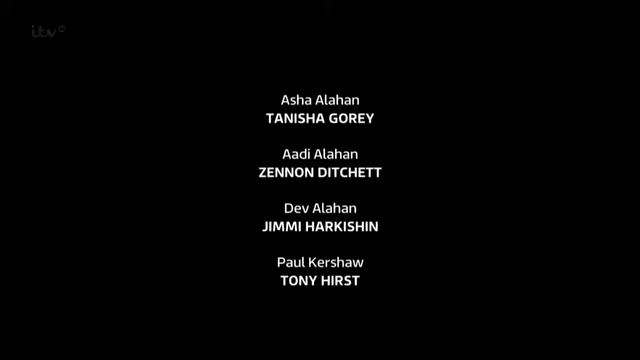 itv
Asha Alahan
TANISHA GOREY
Aadi Alahan
ZENNON DITCHETT
Dev Alahan
JIMMI HARKISHIN
Paul Kershaw
TONY HIRST